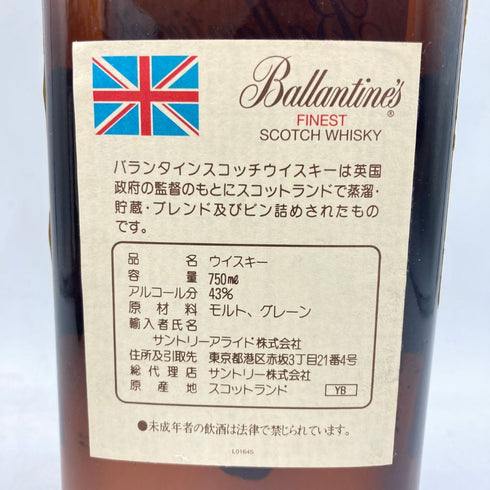 Ballantine's®
FINEST
SCOTCH WHISKY
バランタインスコッチウイスキーは英国
政府の監督のもとにスコットランドで蒸溜・
貯蔵・ブレンド及びビン詰めされたもの
です。
品名 ウイスキー
容量 750㎖
アルコール分 43%
原材料 モルト、グレーン
輸入者氏名
サントリーアライド株式会社
住所及引取先 東京都港区赤坂3丁目21番4号
総代理店 サントリー株式会社
原産地 スコットランド YB
●未成年者の飲酒は法律で禁じられています。
L01645